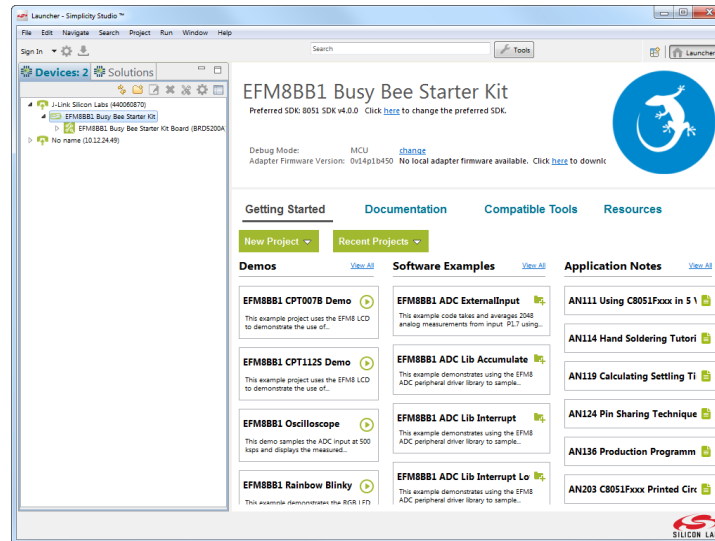 Launcher - Simplicity Studio ™
File Edit Navigate Search Project Run Window Help
Sign In Search Tools Launcher
Devices: 2 Solutions
J-Link Silicon Labs (440060870)
EFM8BB1 Busy Bee Starter Kit
EFM8BB1 Busy Bee Starter Kit Board (BRD5200A)
No name (10.12.24.49)
EFM8BB1 Busy Bee Starter Kit
Preferred SDK: 8051 SDK v4.0.0 Click here to change the preferred SDK.
Debug Mode: MCU change
Adapter Firmware Version: 0v14p1b450 No local adapter firmware available. Click here to downlc
Getting Started Documentation Compatible Tools Resources
New Project Recent Projects
Demos View All
EFM8BB1 CPT007B Demo
This example project uses the EFM8 LCD
to demonstrate the use of...
EFM8BB1 CPT112S Demo
This example project uses the EFM8 LCD
to demonstrate the use of...
EFM8BB1 Oscilloscope
This demo samples the ADC input at 500
ksps and displays the measured...
EFM8BB1 Rainbow Blinky
This example demonstrates the RGB LED
Software Examples View All
EFM8BB1 ADC ExternalInput
This example code takes and averages 2048
analog measurements from input P1.7 using...
EFM8BB1 ADC Lib Accumulate
This example demonstrates using the EFM8
ADC peripheral driver library to sample...
EFM8BB1 ADC Lib Interrupt
This example demonstrates using the EFM8
ADC peripheral driver library to sample...
EFM8BB1 ADC Lib Interrupt Lo
This example demonstrates using the EFM8
ADC peripheral driver library to sample...
Application Notes View All
AN111 Using C8051Fxxx in 5 V
AN114 Hand Soldering Tutori
AN119 Calculating Settling Ti
AN124 Pin Sharing Technique
AN136 Production Programm
AN203 C8051Fxxx Printed Circ
SILICON LA